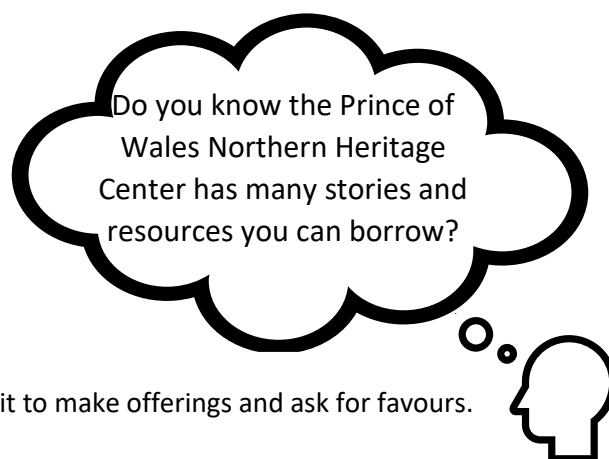 Do you know the Prince of
Wales Northern Heritage
Center has many stories and
resources you can borrow?
it to make offerings and ask for favours.